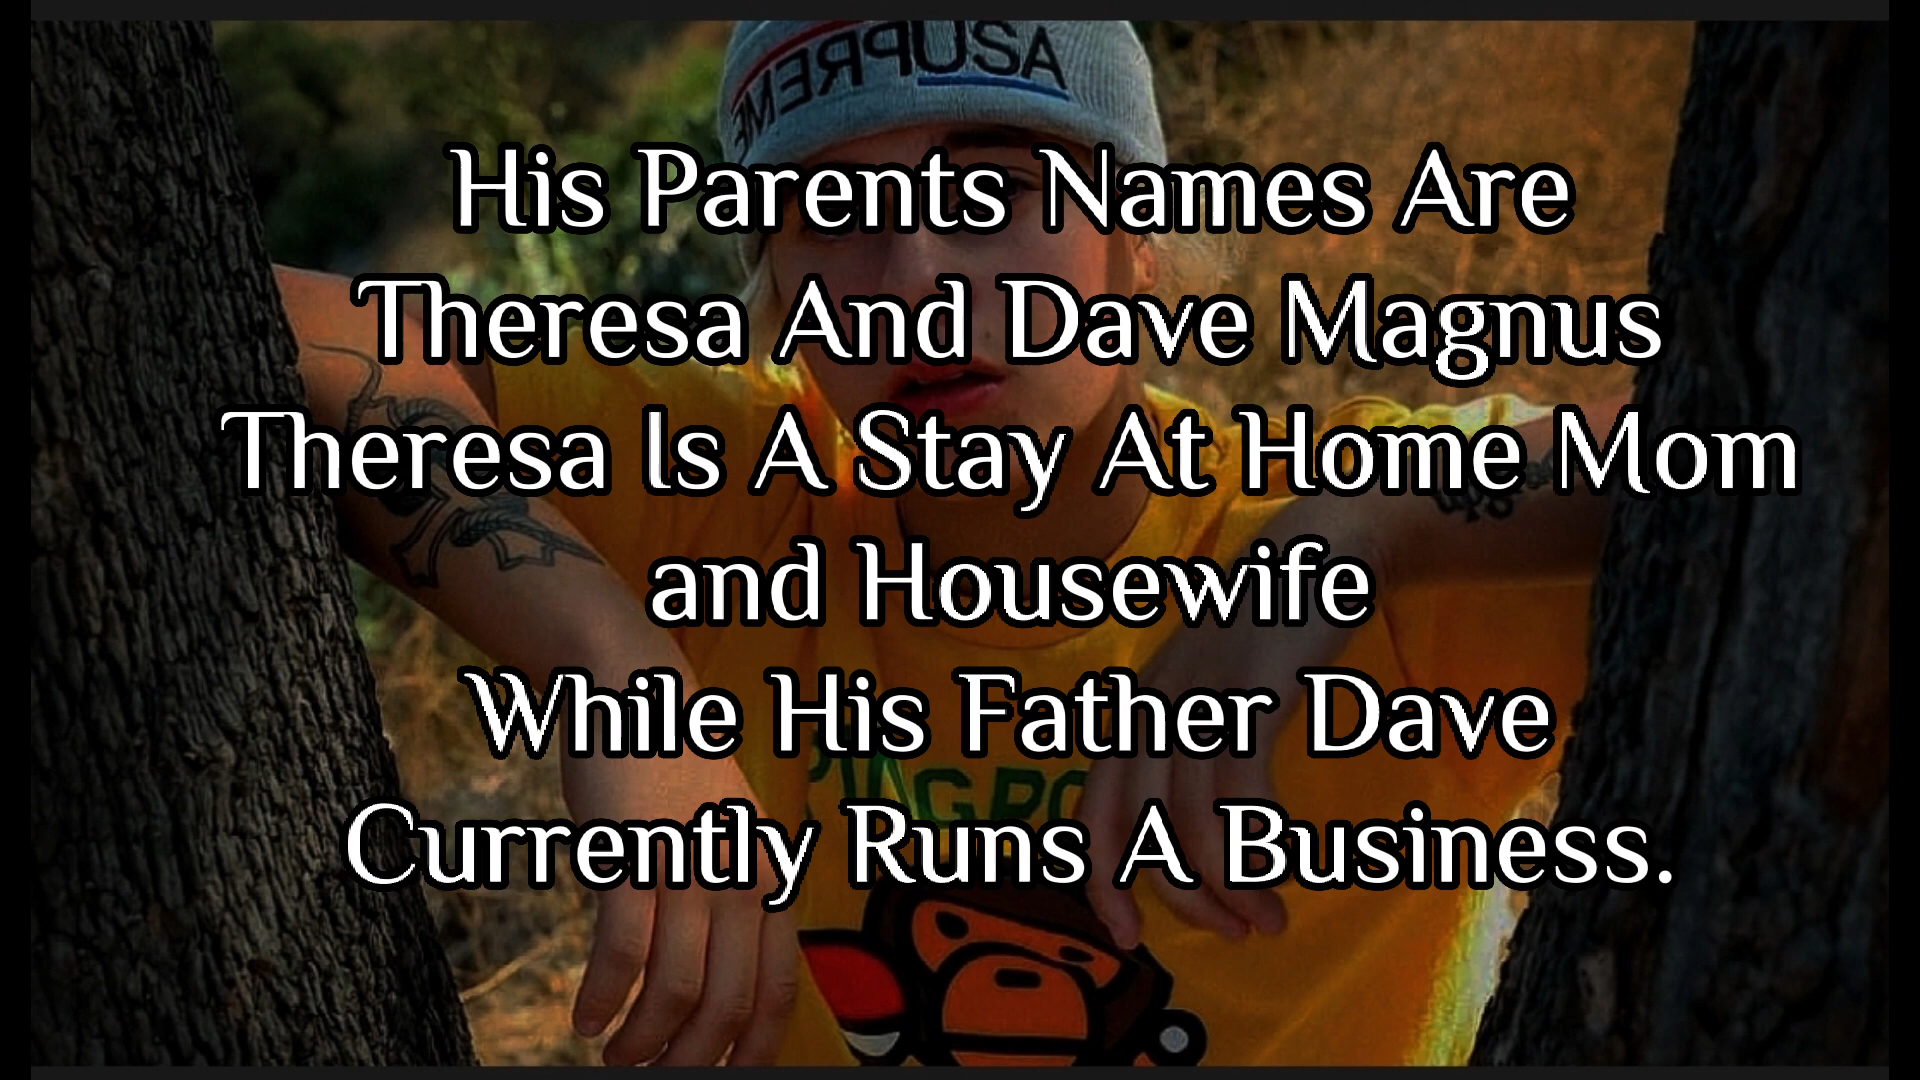 AZUPREME
His Parents Names Are
Theresa And Dave Magnus
Theresa Is A Stay At Home Mom
and Housewife
While His Father Dave
Currently Runs A Business.